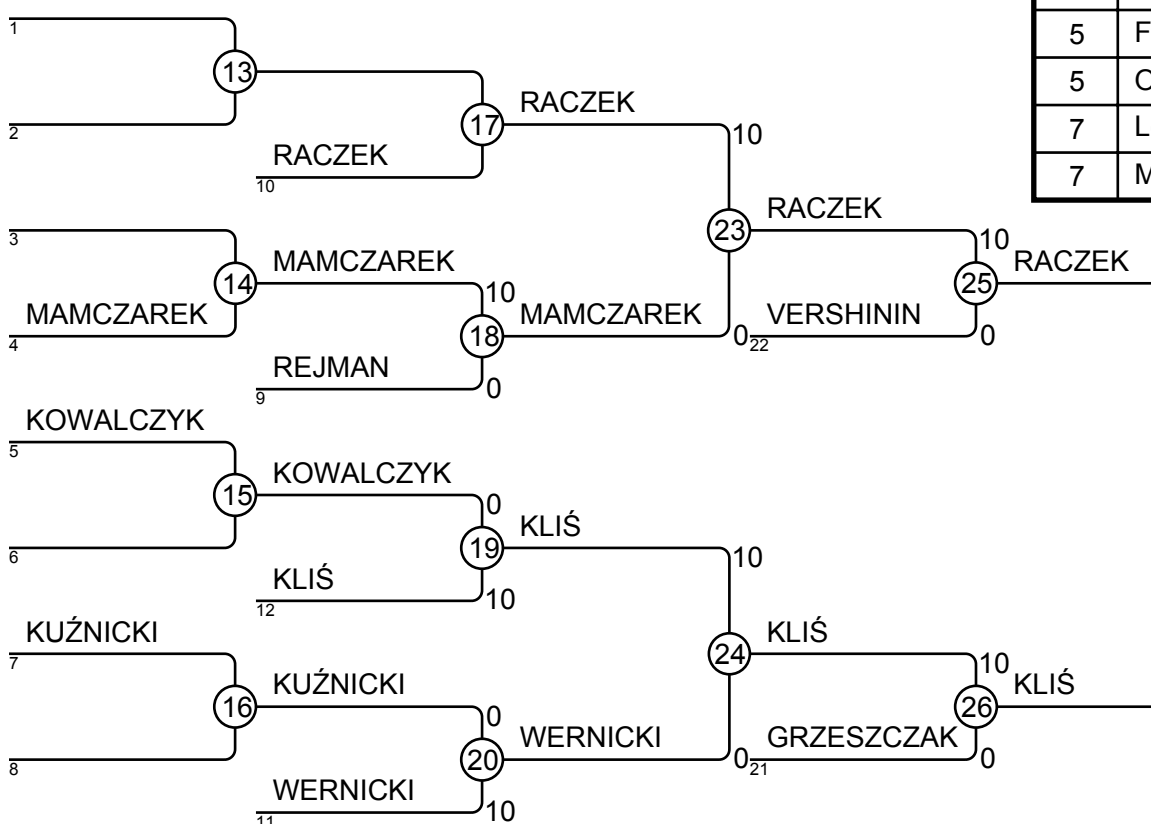 1
5 F
13
5 C
RACZEK
2
17
10
7 L
RACZEK
10
7 M
3
RACZEK
23
MAMCZAREK
10
14
10
RACZEK
25
MAMCZAREK
MAMCZAREK
VERSHININ
4
18
0
22
0
REJMAN
9
0
KOWALCZYK
5
KOWALCZYK
15
0
KLIŚ
6
19
10
KLIŚ
12
10
KUŹNICKI
7
KLIŚ
24
10
KUŹNICKI
KLIŚ
16
0
26
WERNICKI
GRZESZCZAK
8
20
0
21
0
WERNICKI
11
10